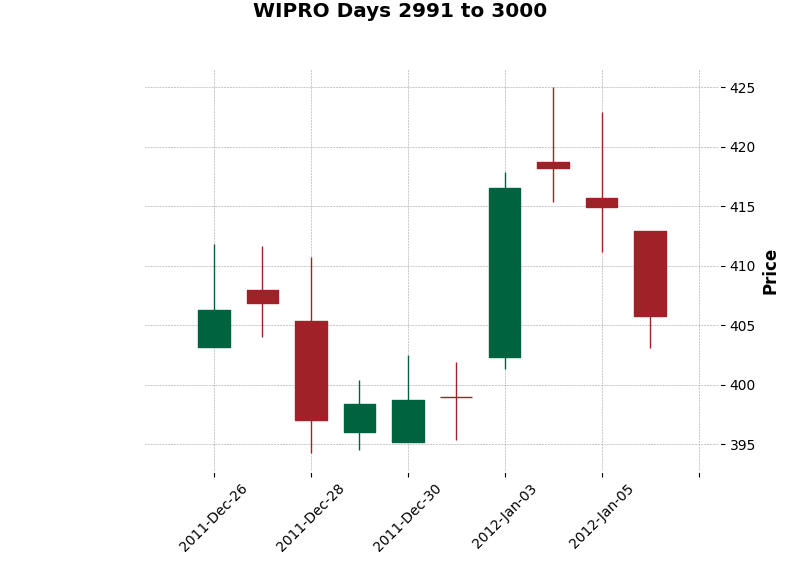 WIPRO Days 2991 to 3000
425
420
415
410
405
400
395
Price
2011-Dec-26
2011-Dec-28
2011-Dec-30
2012-Jan-03
2012-Jan-05